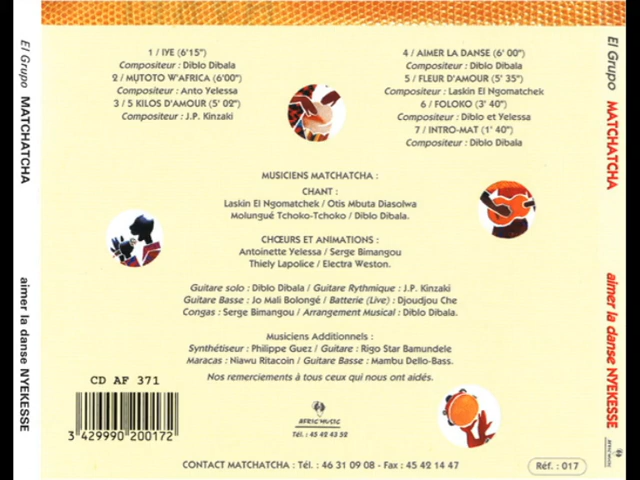 El Grupo MATCHATCHA
aimer la danse NYEKESSE
1 / IYE (6'15")
Compositeur : Diblo Dibala
2 / MUTOTO W'AFRICA (6'00")
Compositeur : Anto Yelessa
3 / 5 KILOS D'AMOUR (5' 02")
Compositeur : J.P. Kinzaki
4 / AIMER LA DANSE (6' 00")
Compositeur : Diblo Dibala
5 / FLEUR D'AMOUR (5' 35")
Compositeur : Laskin El Ngomatchek
6 / FOLOKO (3' 40")
Compositeur : Diblo et Yelessa
7 / INTRO-MAT (1' 40")
Compositeur : Diblo Dibala
MUSICIENS MATCHATCHA :
CHANT :
Laskin El Ngomatchek / Otis Mbuta Diasolwa
Molungué Tchoko-Tchoko / Diblo Dibala.
CHŒURS ET ANIMATIONS :
Antoinette Yelessa / Serge Bimangou
Thiely Lapolice / Electra Weston.
Guitare solo : Diblo Dibala / Guitare Rythmique : J.P. Kinzaki
Guitare Basse : Jo Mali Bolongé / Batterie (Live) : Djoudjou Che
Congas : Serge Bimangou / Arrangement Musical : Diblo Dibala.
Musiciens Additionnels :
Synthétiseur : Philippe Guez / Guitare : Rigo Star Bamundele
Maracas : Niawu Ritacoin / Guitare Basse : Mambu Dello-Bass.
Nos remerciements à tous ceux qui nous ont aidés.
CD AF 371
3 429990 200172
AFRIC MUSIC
Tél. : 45 42 43 52
CONTACT MATCHATCHA : Tél. : 46 31 09 08 - Fax : 45 42 14 47
Réf. : 017
El Grupo MATCHATCHA
aimer la danse NYEKESSE
AFRIC MUSIC